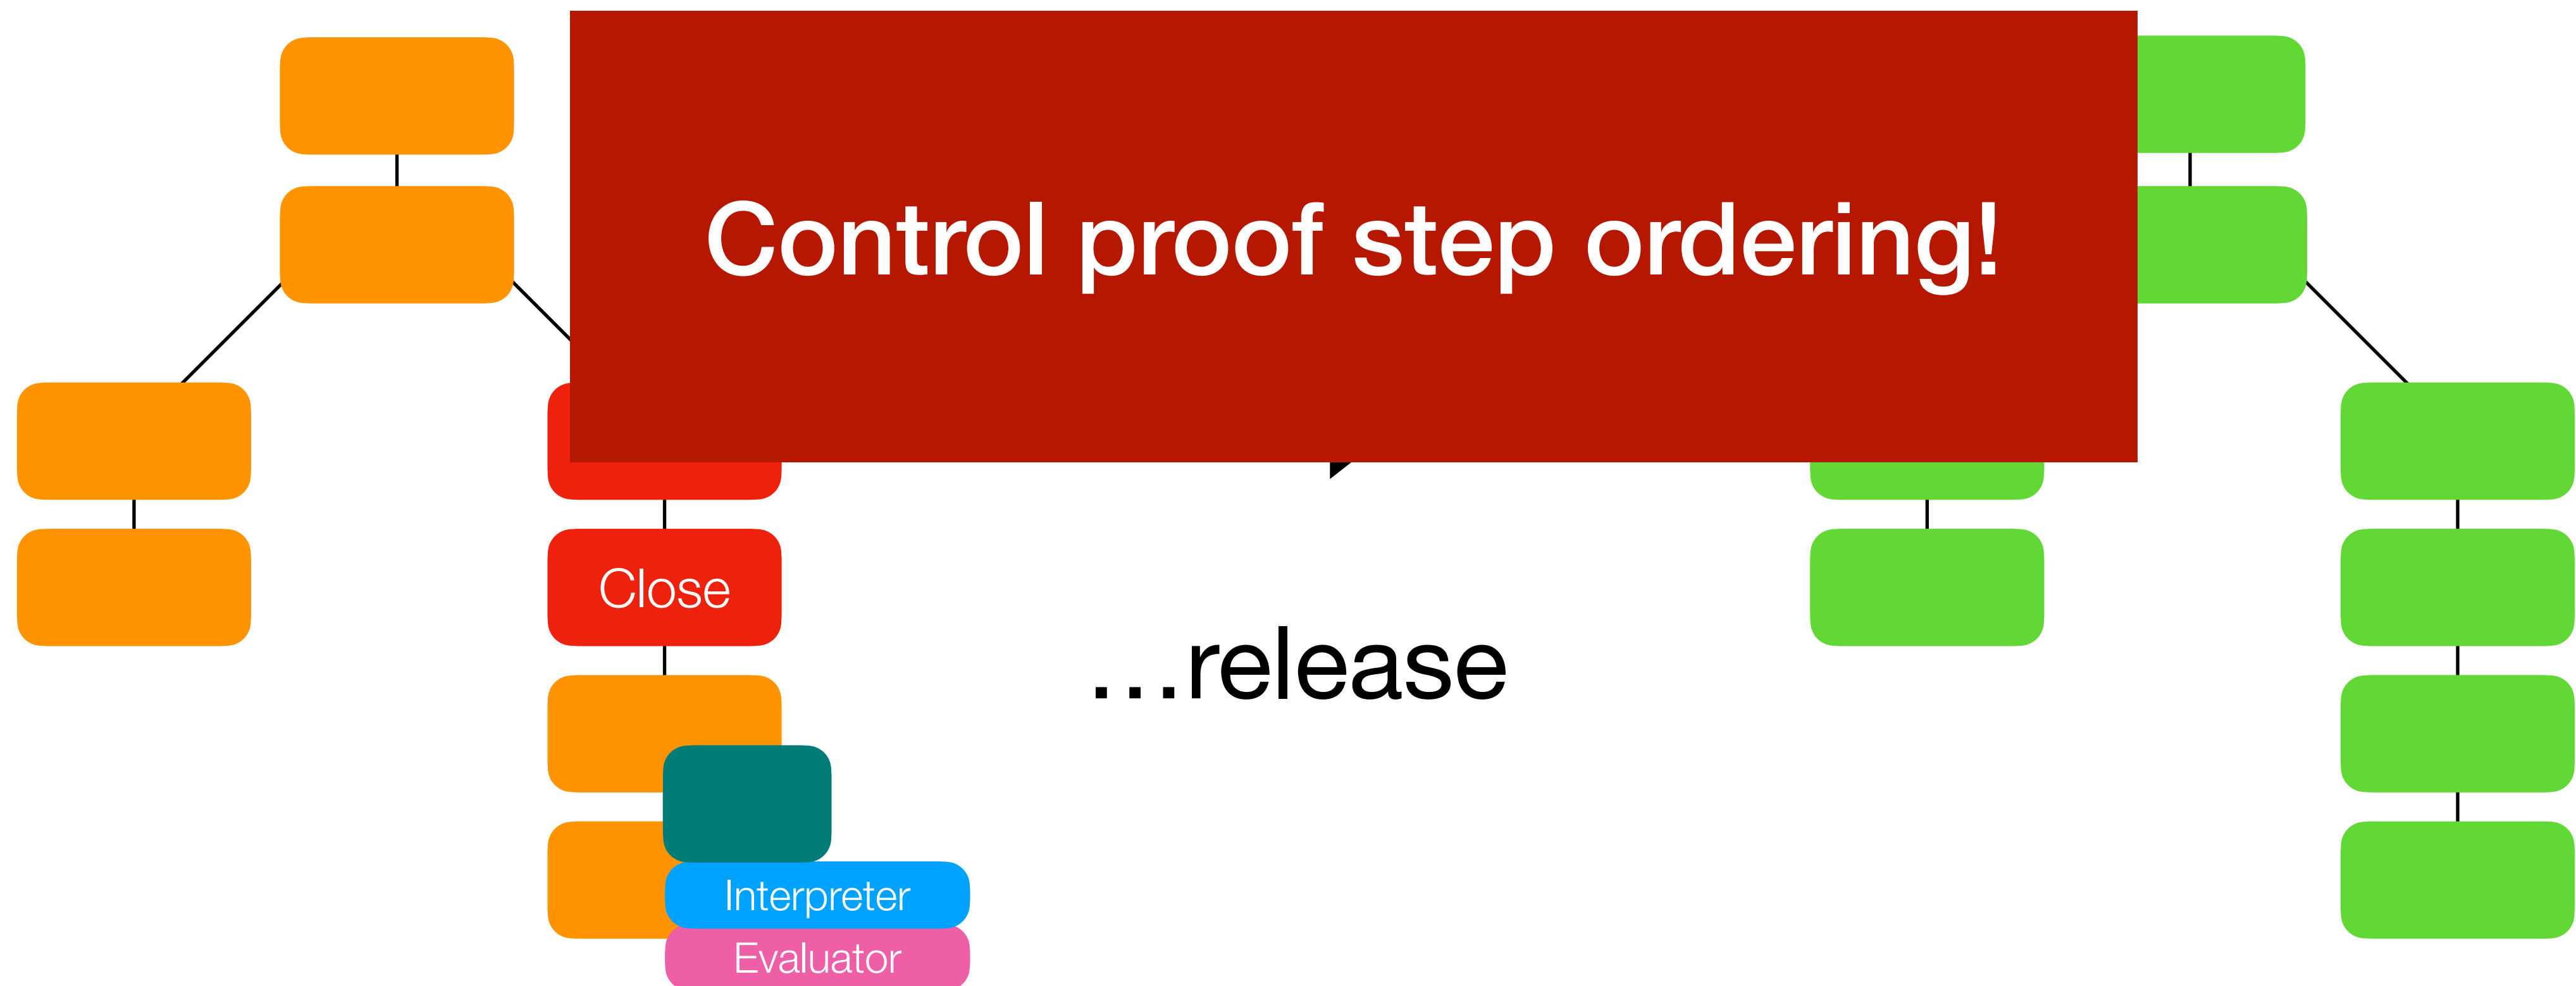 Control proof step ordering!
Close
...release
Interpreter
Evaluator